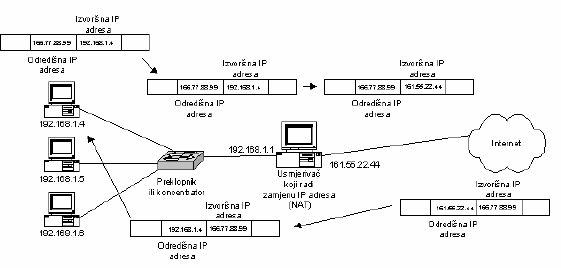 Izvorišna IP
adresa
166.77.88.99 192.168.1.4
Odredišna IP
adresa
Izvorišna IP
adresa
166.77.88.99 192.168.1.4
Odredišna IP
adresa
Izvorišna IP
adresa
166.77.88.99 161.55.22.44
Odredišna IP
adresa
192.168.1.4
192.168.1.5
192.168.1.6
Preklopnik
ili koncentrator
192.168.1.1
161.55.22.44
Usmjerivač
koji radi
zamjenu IP adresa
(NAT)
Internet
Izvorišna IP
adresa
161.55.22.44 166.77.88.99
Odredišna IP
adresa
Izvorišna IP
adresa
192.168.1.4 166.77.88.99
Odredišna IP
adresa